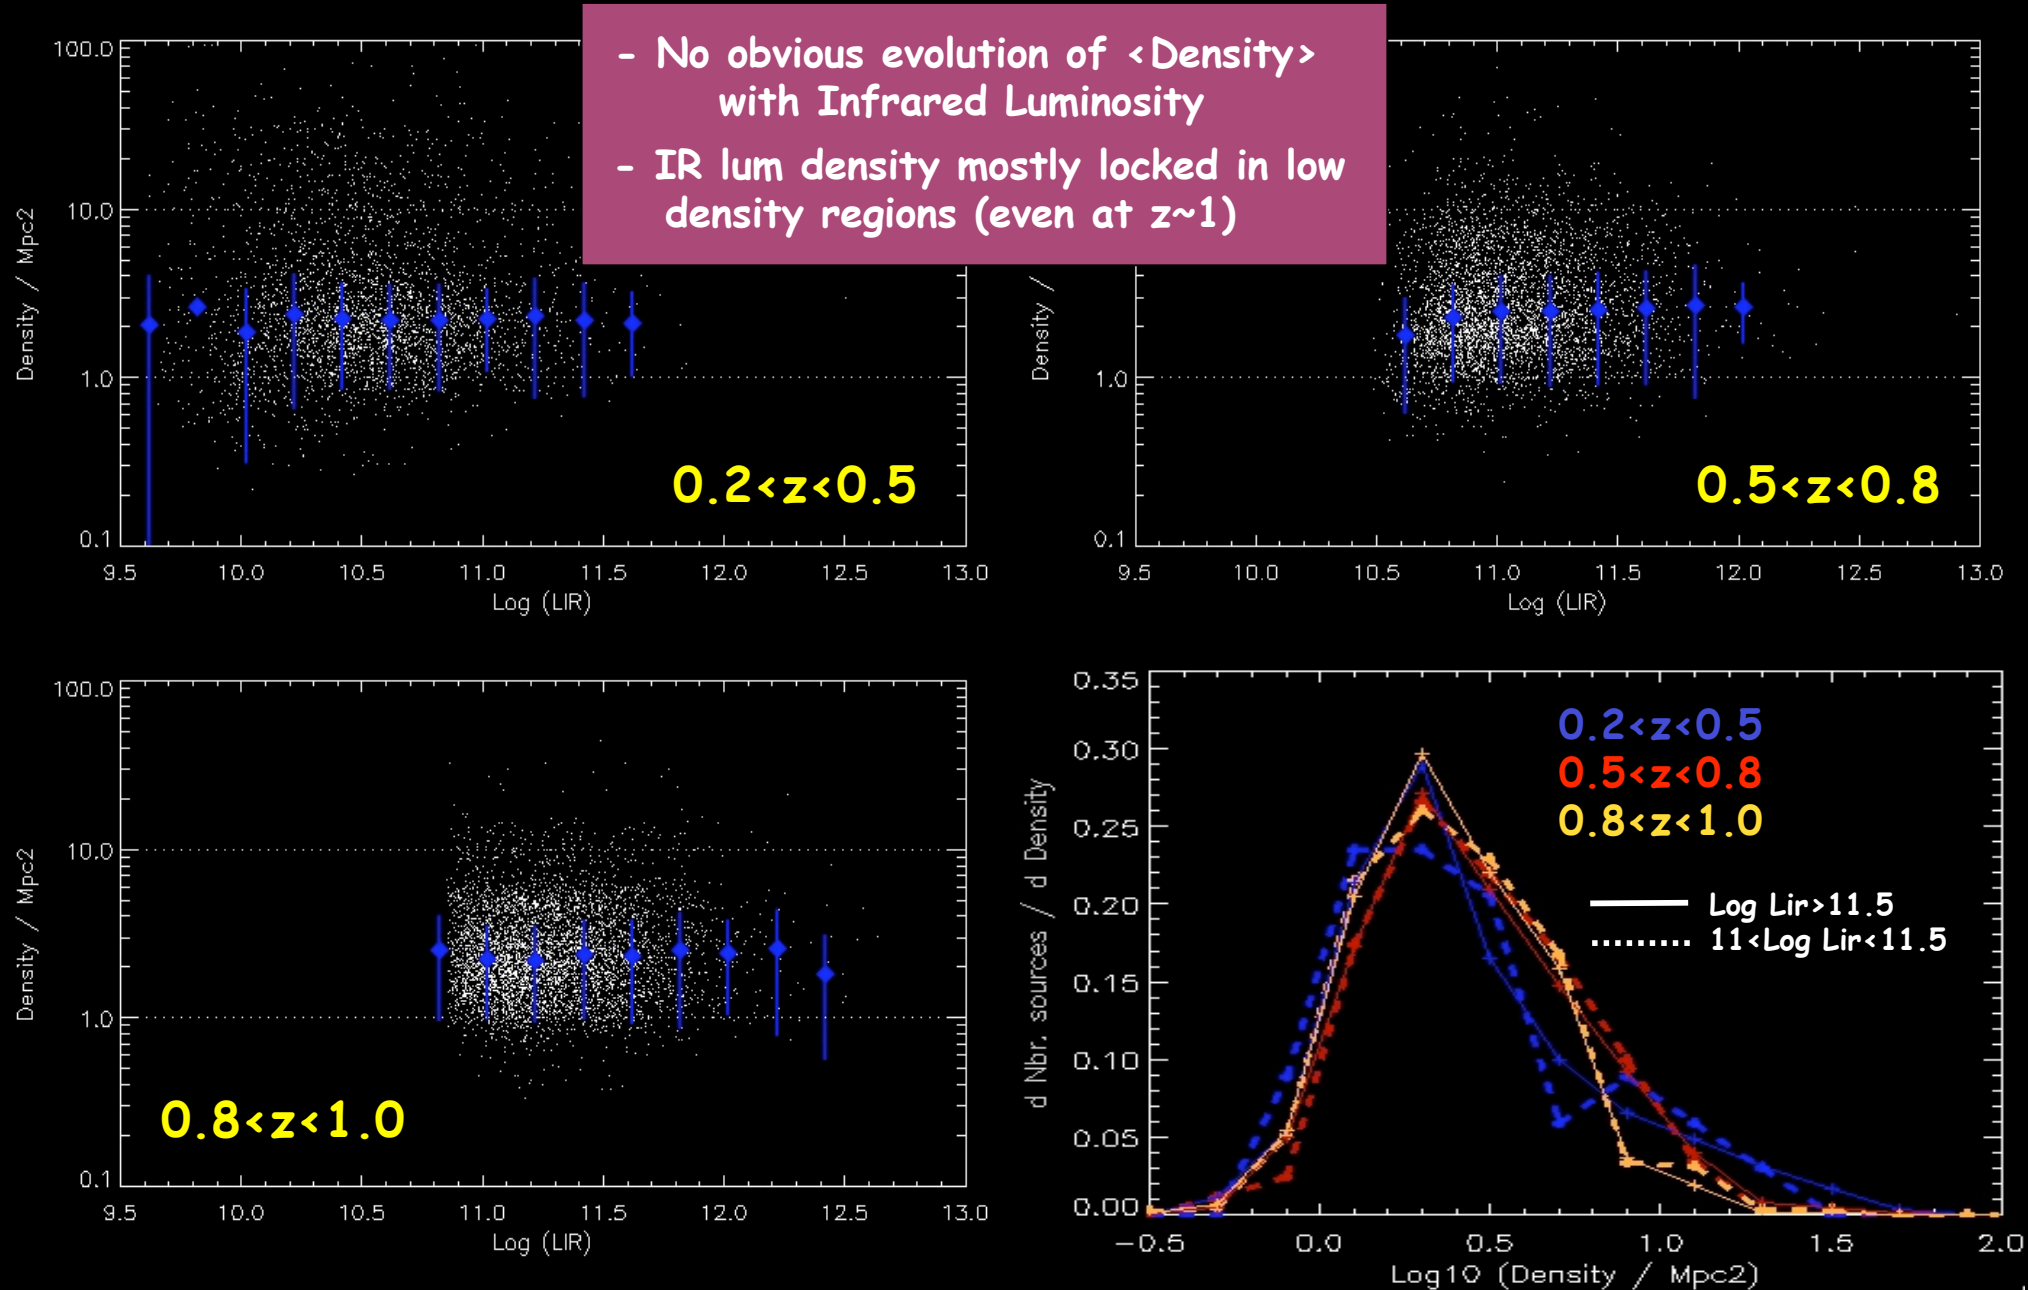 - No obvious evolution of <Density>
with Infrared Luminosity
- IR lum density mostly locked in low
density regions (even at z~1)
100.0
10.0
1.0
0.1
Density / Mpc2
9.5 10.0 10.5 11.0 11.5 12.0 12.5 13.0
Log (LIR)
0.2<z<0.5
1.0
0.1
Density /
9.5 10.0 10.5 11.0 11.5 12.0 12.5 13.0
Log (LIR)
0.5<z<0.8
100.0
10.0
1.0
0.1
Density / Mpc2
9.5 10.0 10.5 11.0 11.5 12.0 12.5 13.0
Log (LIR)
0.8<z<1.0
0.35
0.30
0.25
0.20
0.15
0.10
0.05
0.00
d Nbr. sources / d Density
-0.5 0.0 0.5 1.0 1.5 2.0
Log10 (Density / Mpc2)
0.2<z<0.5
0.5<z<0.8
0.8<z<1.0
Log Lir>11.5
11<Log Lir<11.5